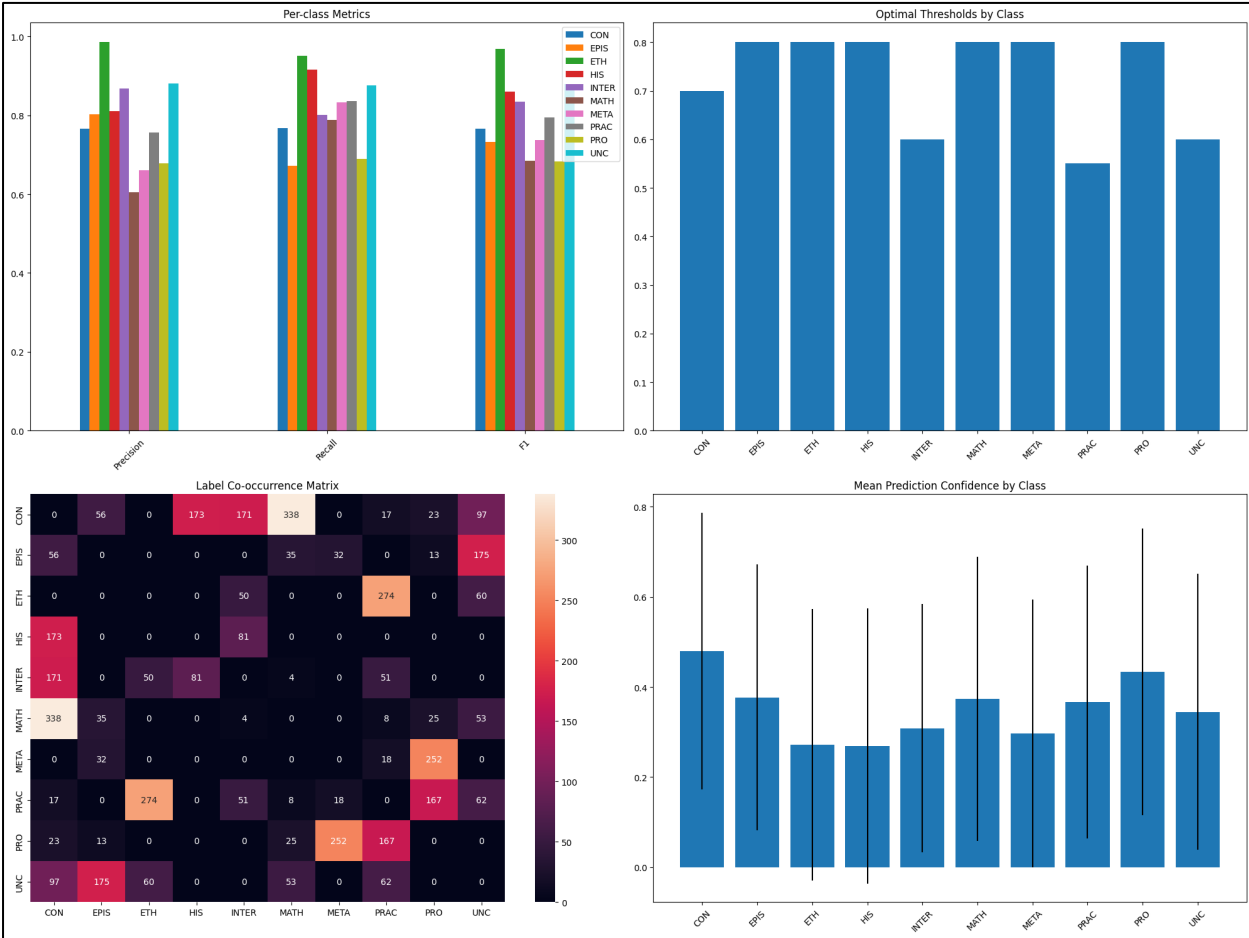 Per-class Metrics
1.0
0.8
0.6
0.4
0.2
0.0
Precision
Recall
F1
CON
EPIS
ETH
HIS
INTER
MATH
META
PRAC
PRO
UNC
Optimal Thresholds by Class
0.8
0.7
0.6
0.5
0.4
0.3
0.2
0.1
0.0
CON EPIS ETH HIS INTER MATH META PRAC PRO UNC
Label Co-occurrence Matrix
CON 0 56 0 173 171 338 0 17 23 97
EPIS 56 0 0 0 0 35 32 0 13 175
ETH 0 0 0 0 50 0 0 274 0 60
HIS 173 0 0 0 81 0 0 0 0 0
INTER 171 0 50 81 0 4 0 51 0 0
MATH 338 35 0 0 4 0 0 8 25 53
META 0 32 0 0 0 0 0 18 252 0
PRAC 17 0 274 0 51 8 18 0 167 62
PRO 23 13 0 0 0 25 252 167 0 0
UNC 97 175 60 0 0 53 0 62 0 0
CON EPIS ETH HIS INTER MATH META PRAC PRO UNC
300
250
200
150
100
50
0
Mean Prediction Confidence by Class
0.8
0.6
0.4
0.2
0.0
CON EPIS ETH HIS INTER MATH META PRAC PRO UNC